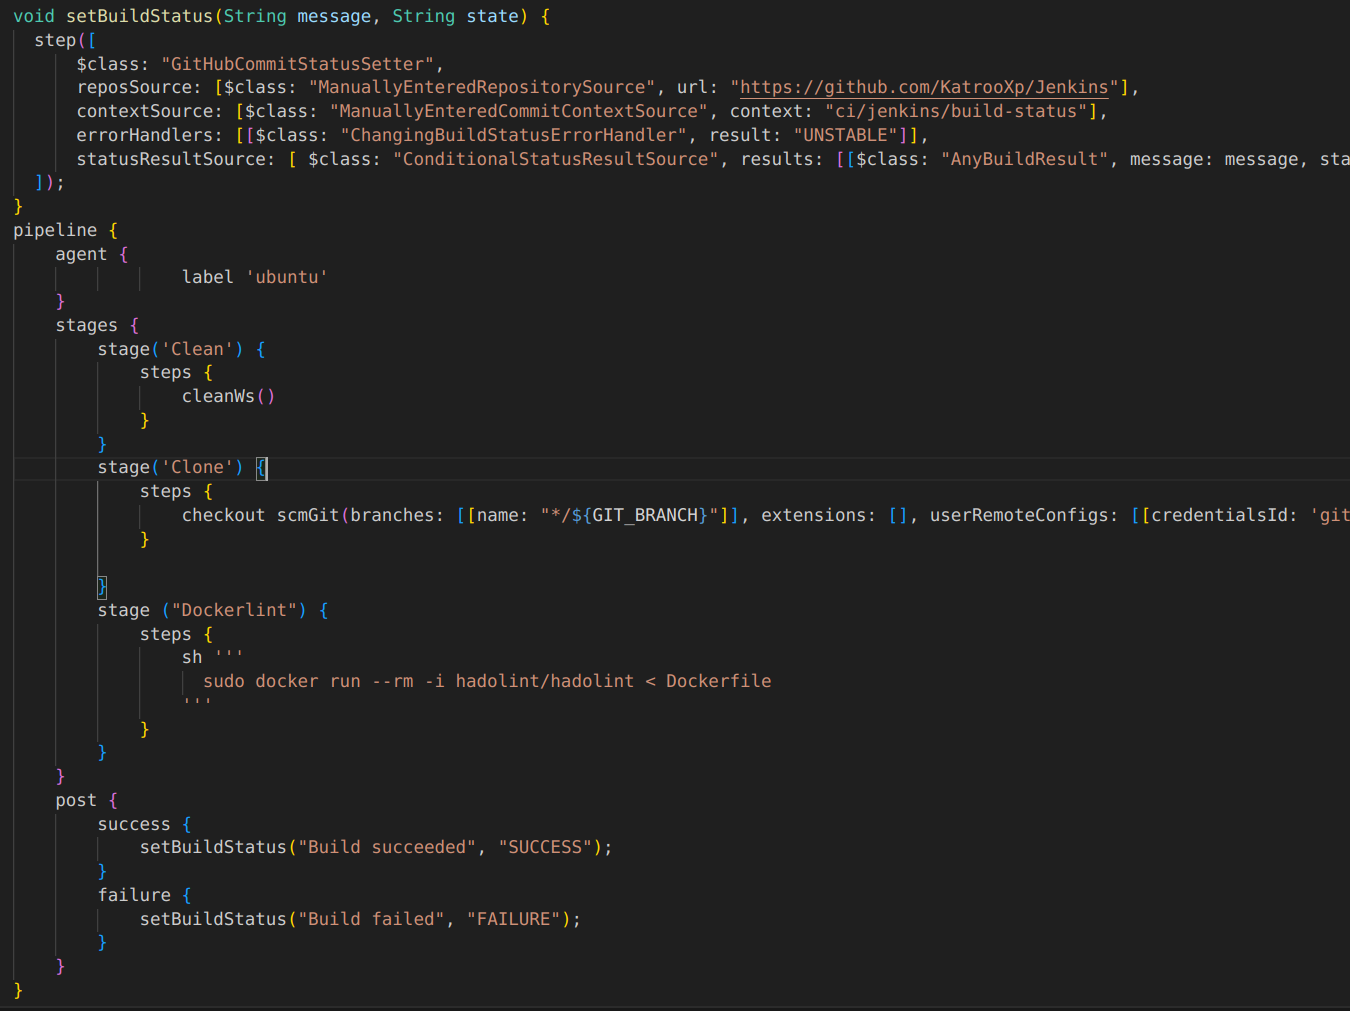 void setBuildStatus(String message, String state) {
  step([
      $class: "GitHubCommitStatusSetter",
      reposSource: [$class: "ManuallyEnteredRepositorySource", url: "https://github.com/KatrooXp/Jenkins"],
      contextSource: [$class: "ManuallyEnteredCommitContextSource", context: "ci/jenkins/build-status"],
      errorHandlers: [[$class: "ChangingBuildStatusErrorHandler", result: "UNSTABLE"]],
      statusResultSource: [ $class: "ConditionalStatusResultSource", results: [[$class: "AnyBuildResult", message: message, sta
  ]);
}
pipeline {
    agent {
                label 'ubuntu'
    }
    stages {
        stage('Clean') {
            steps {
                cleanWs()
            }
        }
        stage('Clone') {
            steps {
                checkout scmGit(branches: [[name: "*/${GIT_BRANCH}"]], extensions: [], userRemoteConfigs: [[credentialsId: 'git
            }

        }
        stage ("Dockerlint") {
            steps {
                sh '''
                  sudo docker run --rm -i hadolint/hadolint < Dockerfile
                '''
            }
        }
    }
    post {
        success {
            setBuildStatus("Build succeeded", "SUCCESS");
        }
        failure {
            setBuildStatus("Build failed", "FAILURE");
        }
    }
}